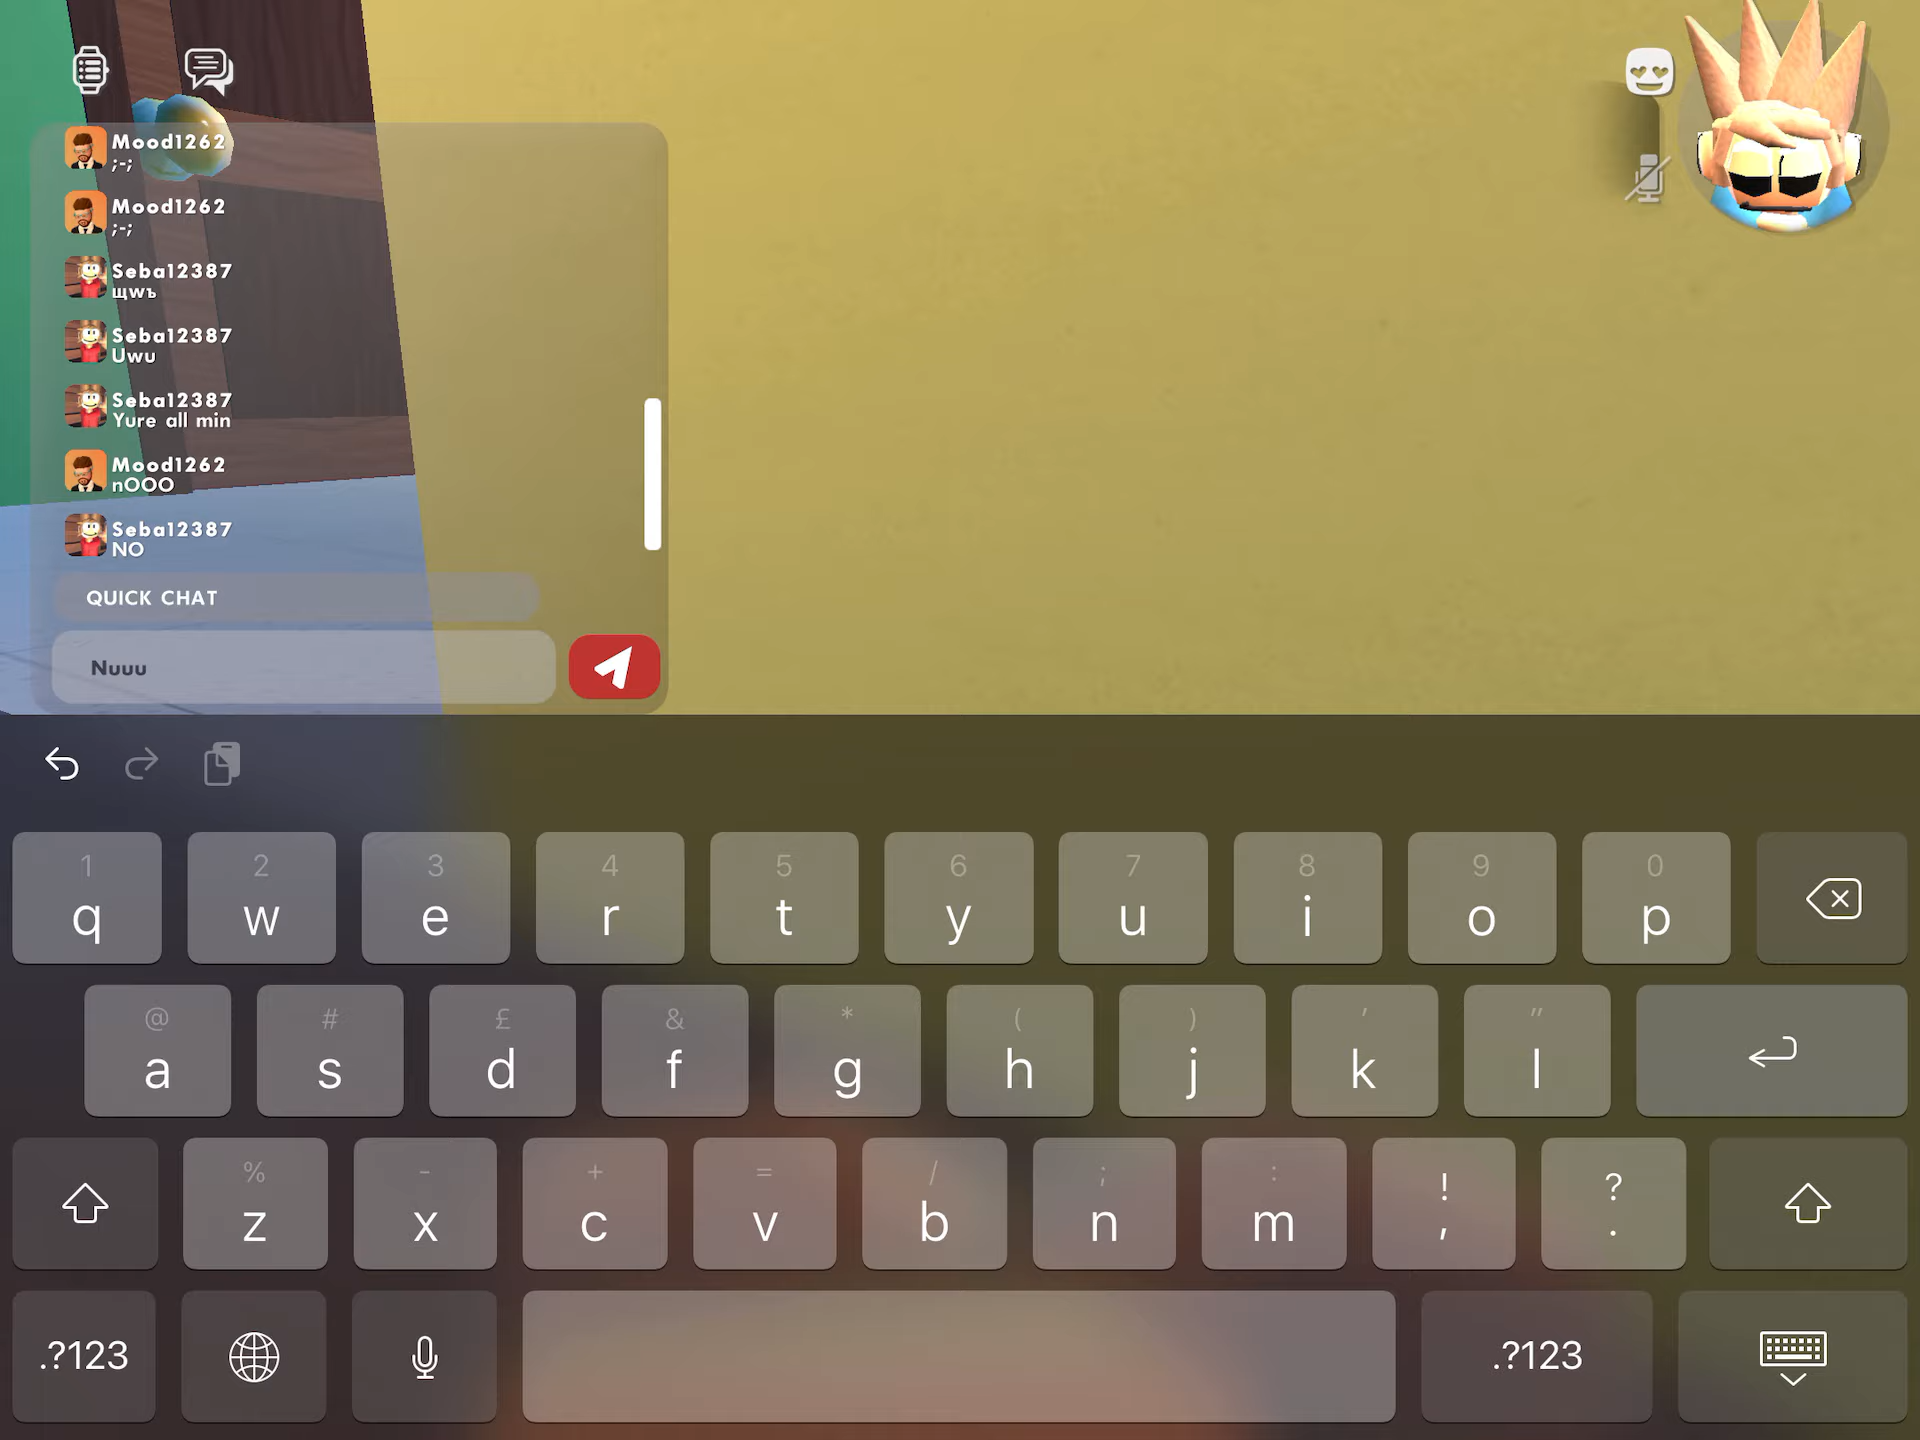 Mood1262
;-;
Mood1262
;-;
Seba12387
щwъ
Seba12387
Uwu
Seba12387
Yure all min
Mood1262
nOOO
Seba12387
NO
QUICK CHAT
Nuuu
1 2 3 4 5 6 7 8 9 0
q w e r t y u i o p
@ # £ & * ( ) ' "
a s d f g h j k l
% - + = / ; : ! ?
z x c v b n m , .
.?123 .?123